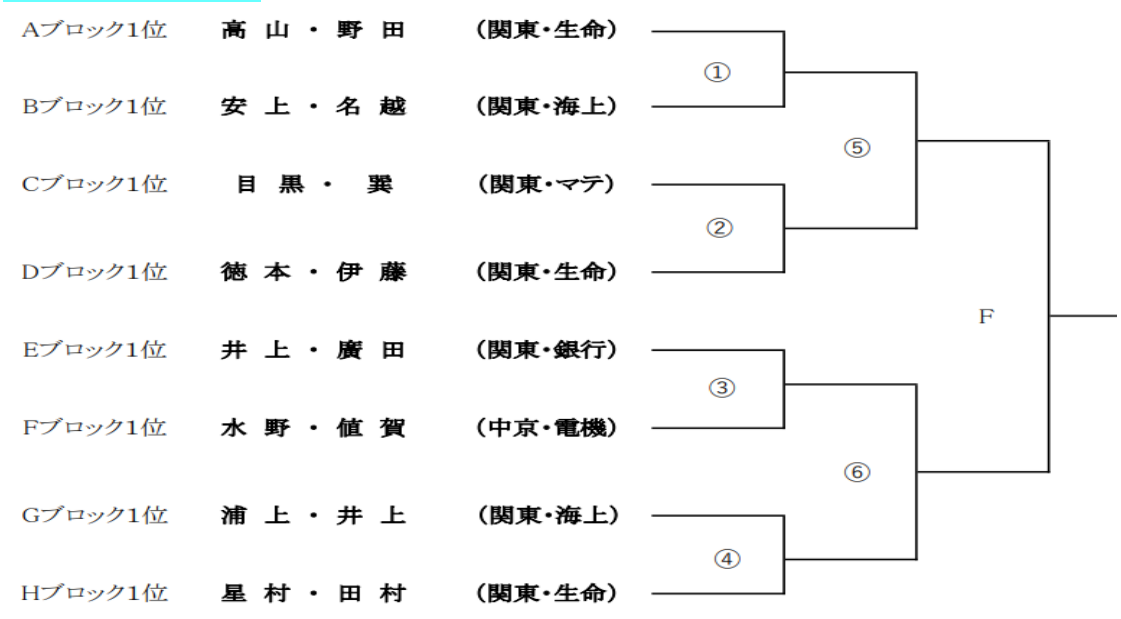 Aブロック1位 高山・野田 (関東・生命)
①
Bブロック1位 安上・名越 (関東・海上)
⑤
Cブロック1位 目黒・巽 (関東・マテ)
②
Dブロック1位 徳本・伊藤 (関東・生命)
F
Eブロック1位 井上・廣田 (関東・銀行)
③
Fブロック1位 水野・値賀 (中京・電機)
⑥
Gブロック1位 浦上・井上 (関東・海上)
④
Hブロック1位 星村・田村 (関東・生命)